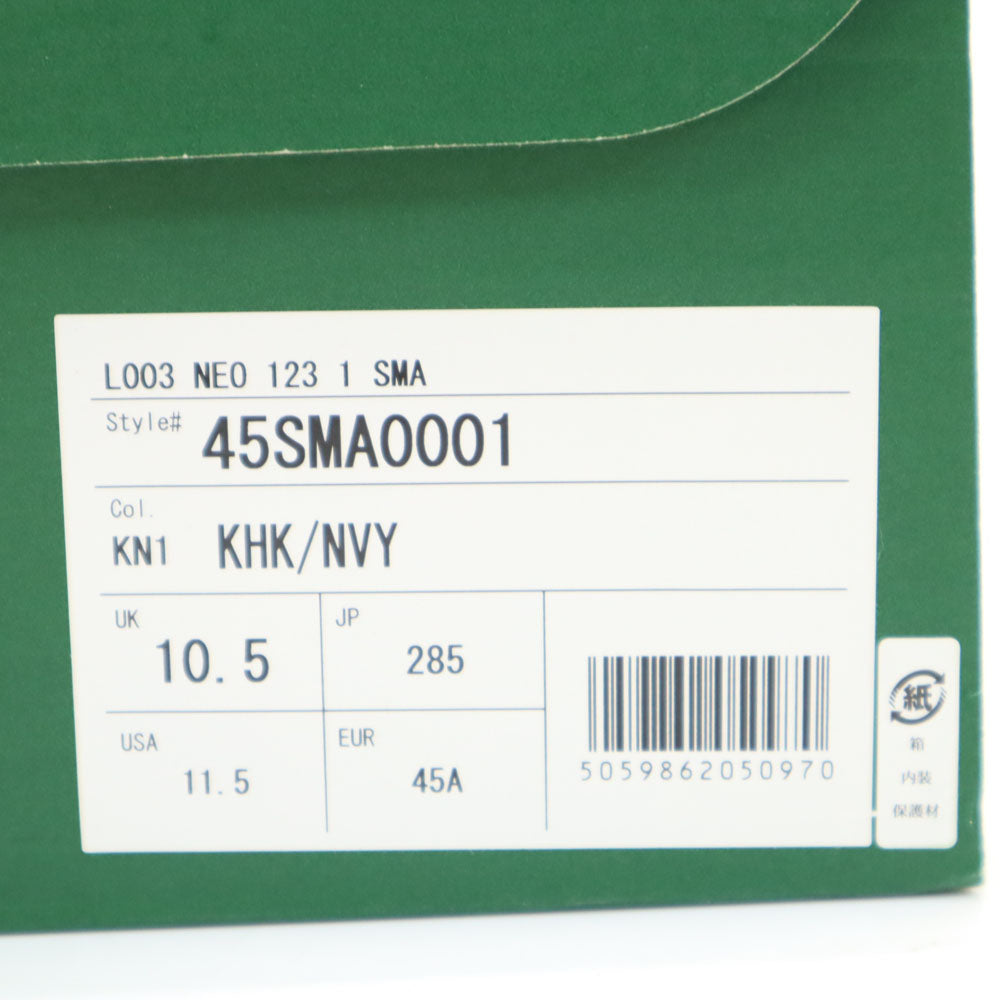 L003 NEO 123 1 SMA
Style# 45SMA0001
Col.
KN1 KHK/NVY
UK 10.5
JP 285
USA 11.5
EUR 45A
5059862050970
紙
箱
内装
保護材